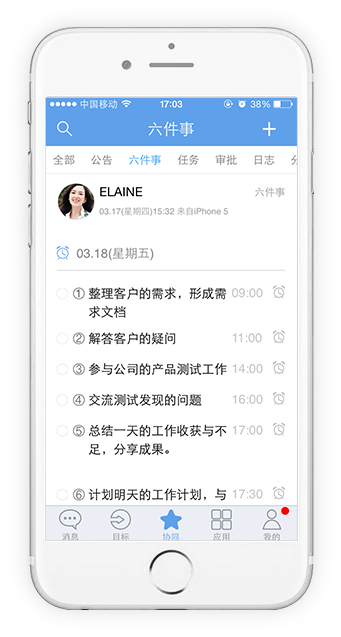 中国移动 17:03 38%
六件事
全部 公告 六件事 任务 审批 日志
ELAINE 六件事
03.17(星期四)15:32 来自iPhone 5
03.18(星期五)
① 整理客户的需求，形成需 09:00
求文档
② 解答客户的疑问 11:00
③ 参与公司的产品测试工作 14:00
④ 交流测试发现的问题 16:00
⑤ 总结一天的工作收获与不 17:00
足，分享成果。
⑥ 计划明天的工作计划，与 17:30
消息 目标 协同 应用 我的